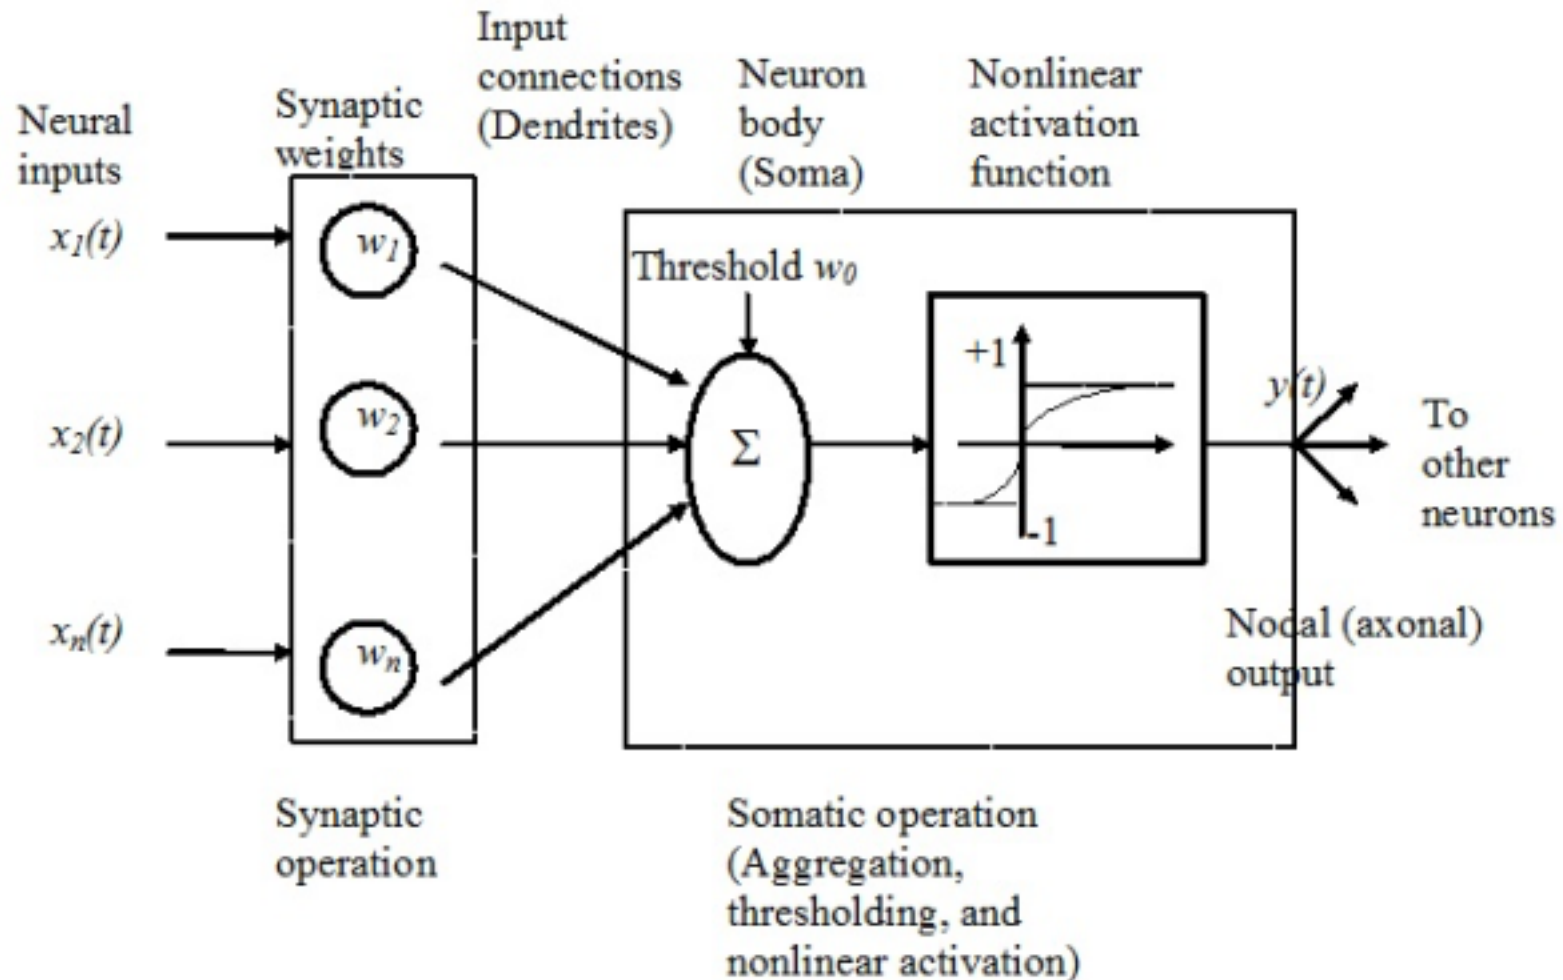 Neural
inputs
Synaptic
weights
Input
connections
(Dendrites)
Neuron
body
(Soma)
Nonlinear
activation
function
x1(t)
w1
Threshold w0
x2(t)
w2
Σ
+1
-1
y(t)
To
other
neurons
xn(t)
wn
Nodal (axonal)
output
Synaptic
operation
Somatic operation
(Aggregation,
thresholding, and
nonlinear activation)